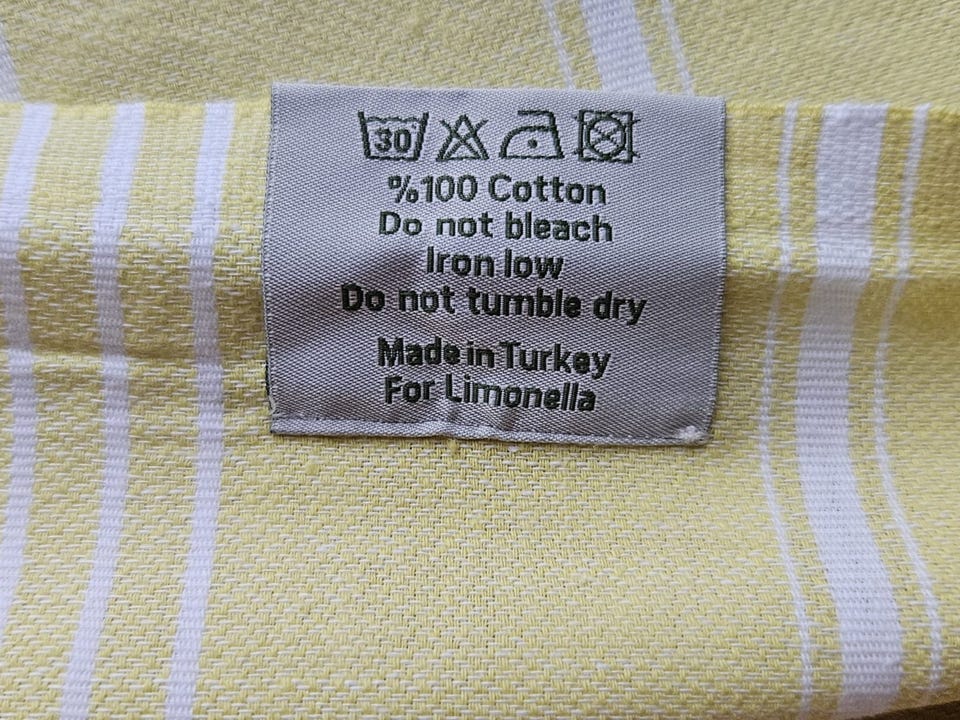 30
%100 Cotton
Do not bleach
Iron low
Do not tumble dry
Made in Turkey
For Limonella